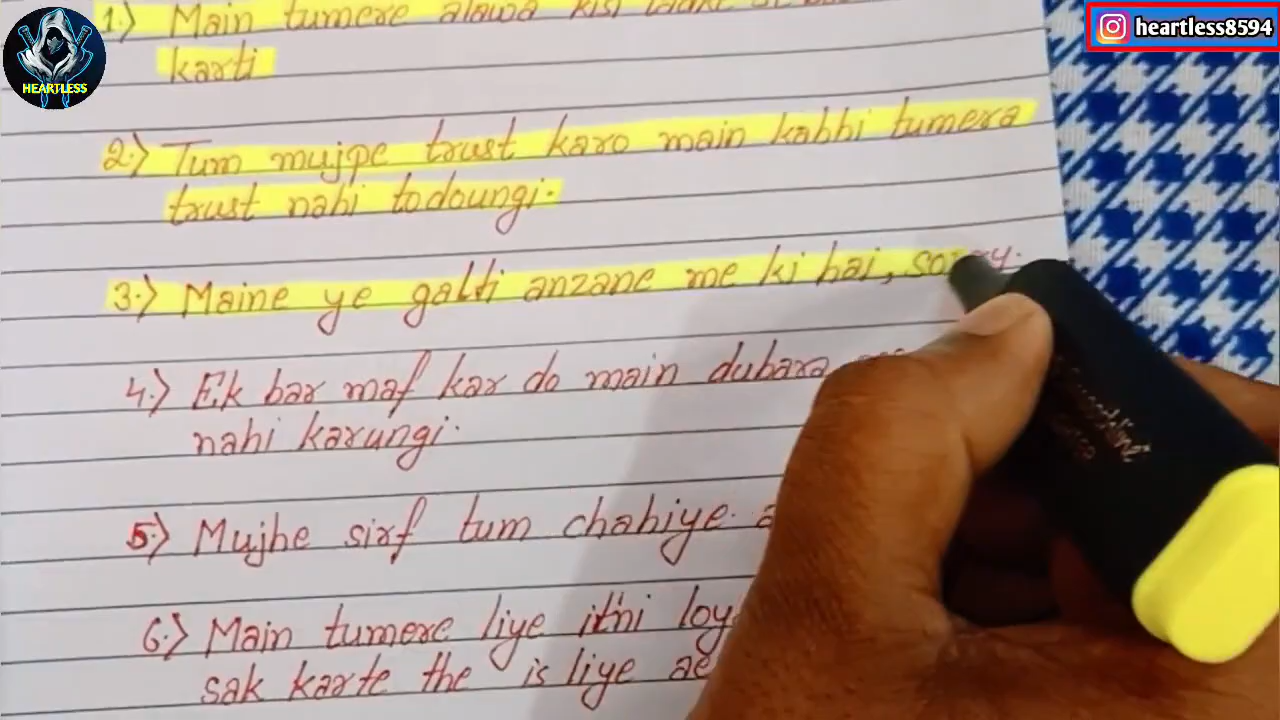 HEARTLESS
heartless8594
1.) Main tumere alawa kisi
karti
2.) Tum mujpe trust karo main kabhi tumera
trust nahi todoungi.
3.) Maine ye galti anzane me ki hai, sorry.
4.) Ek bar maf kar do main dubara
nahi karungi.
5.) Mujhe sirf tum chahiye.
6.) Main tumere liye itni
sak karte the is liye